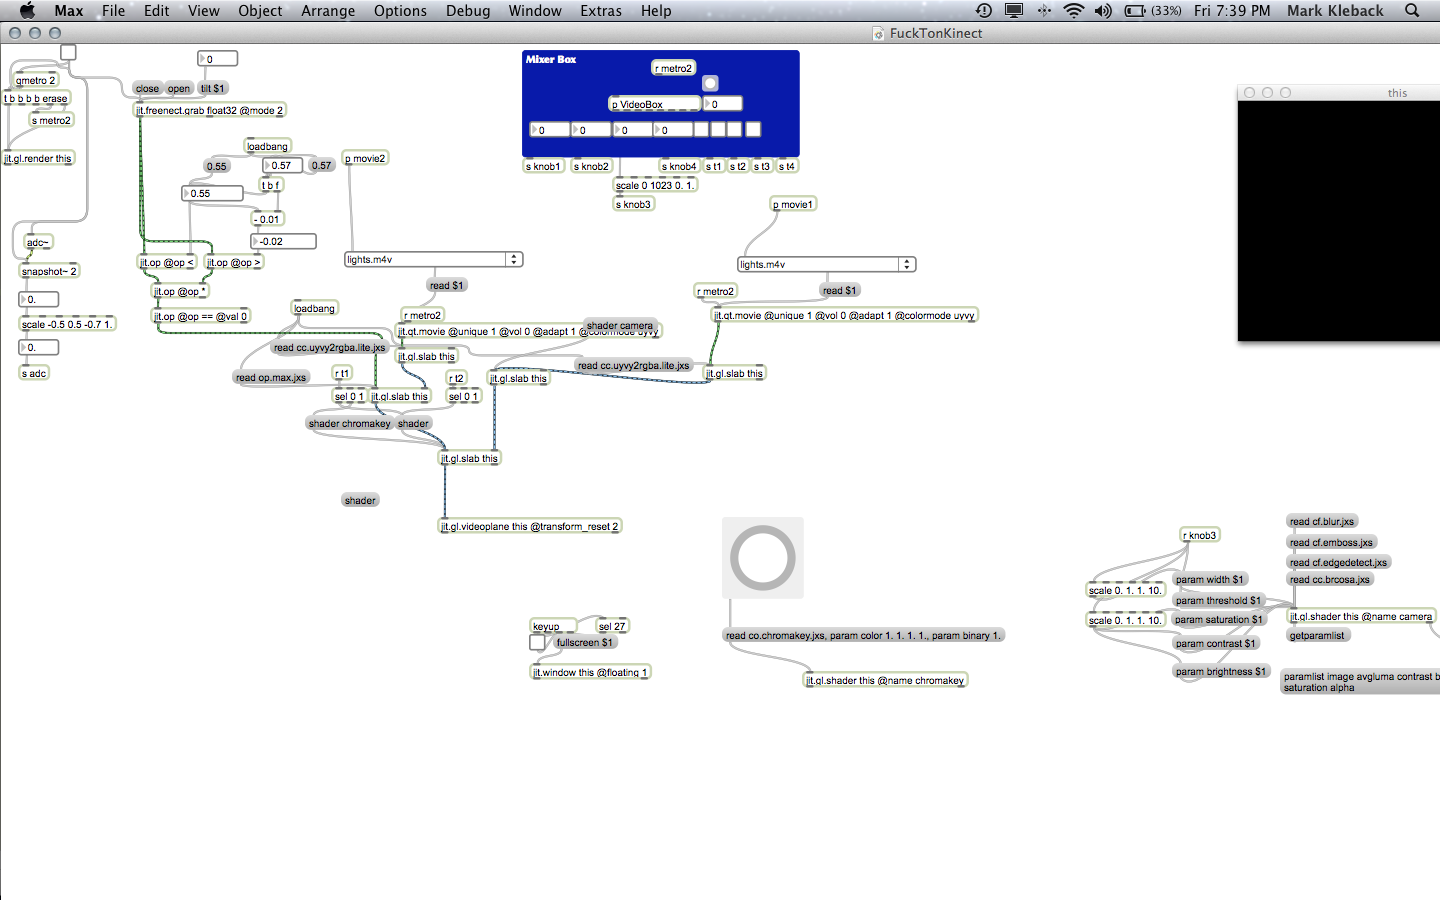 Max File Edit View Object Arrange Options Debug Window Extras Help (33%) Fri 7:39 PM Mark Kleback
FuckTonKinect
0
qmetro 2
close open tilt $1
t b b b b erase
jit.freenect.grab float32 @mode 2
s metro2
jit.gl.render this
loadbang
0.55
0.57
0.57
t b f
0.55
- 0.01
-0.02
p movie2
adc~
jit.op @op <
jit.op @op >
snapshot~ 2
jit.op @op *
0.
jit.op @op == @val 0
scale -0.5 0.5 -0.7 1.
0.
s adc
Mixer Box
r metro2
p VideoBox
0
0
0
0
0
s knob1
s knob2
s knob4
s t1
s t2
s t3
s t4
scale 0 1023 0. 1.
s knob3
p movie1
lights.m4v
lights.m4v
read $1
read $1
r metro2
loadbang
r metro2
jit.qt.movie @unique 1 @vol 0 @adapt 1 @colormode uyvy
shader camera
jit.qt.movie @unique 1 @vol 0 @adapt 1 @colormode uyvy
read cc.uyvy2rgba.lite.jxs
jit.gl.slab this
read cc.uyvy2rgba.lite.jxs
jit.gl.slab this
read op.max.jxs
r t1
r t2
jit.gl.slab this
sel 0 1
jit.gl.slab this
sel 0 1
shader chromakey
shader
jit.gl.slab this
shader
jit.gl.videoplane this @transform_reset 2
keyup
sel 27
fullscreen $1
jit.window this @floating 1
read co.chromakey.jxs, param color 1. 1. 1. 1., param binary 1.
jit.gl.shader this @name chromakey
this
r knob3
read cf.blur.jxs
read cf.emboss.jxs
read cf.edgedetect.jxs
read cc.brcosa.jxs
scale 0. 1. 1. 10.
param width $1
param threshold $1
scale 0. 1. 1. 10.
param saturation $1
jit.gl.shader this @name camera
getparamlist
param contrast $1
param brightness $1
paramlist image avgluma contrast b
saturation alpha